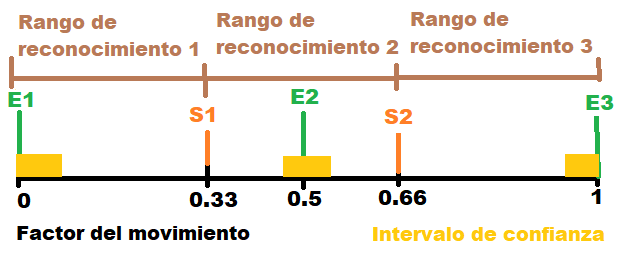 Rango de
reconocimiento 1
Rango de
reconocimiento 2
Rango de
reconocimiento 3
E1
S1
E2
S2
E3
0
0.33
0.5
0.66
1
Factor del movimiento
Intervalo de confianza